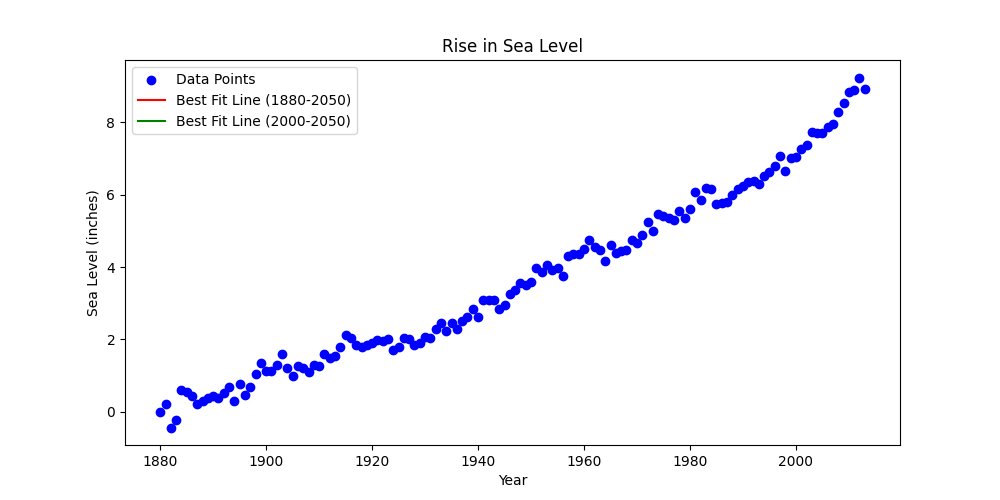 Rise in Sea Level
Data Points
Best Fit Line (1880-2050)
Best Fit Line (2000-2050)
8
6
4
2
0
Sea Level (inches)
1880 1900 1920 1940 1960 1980 2000
Year